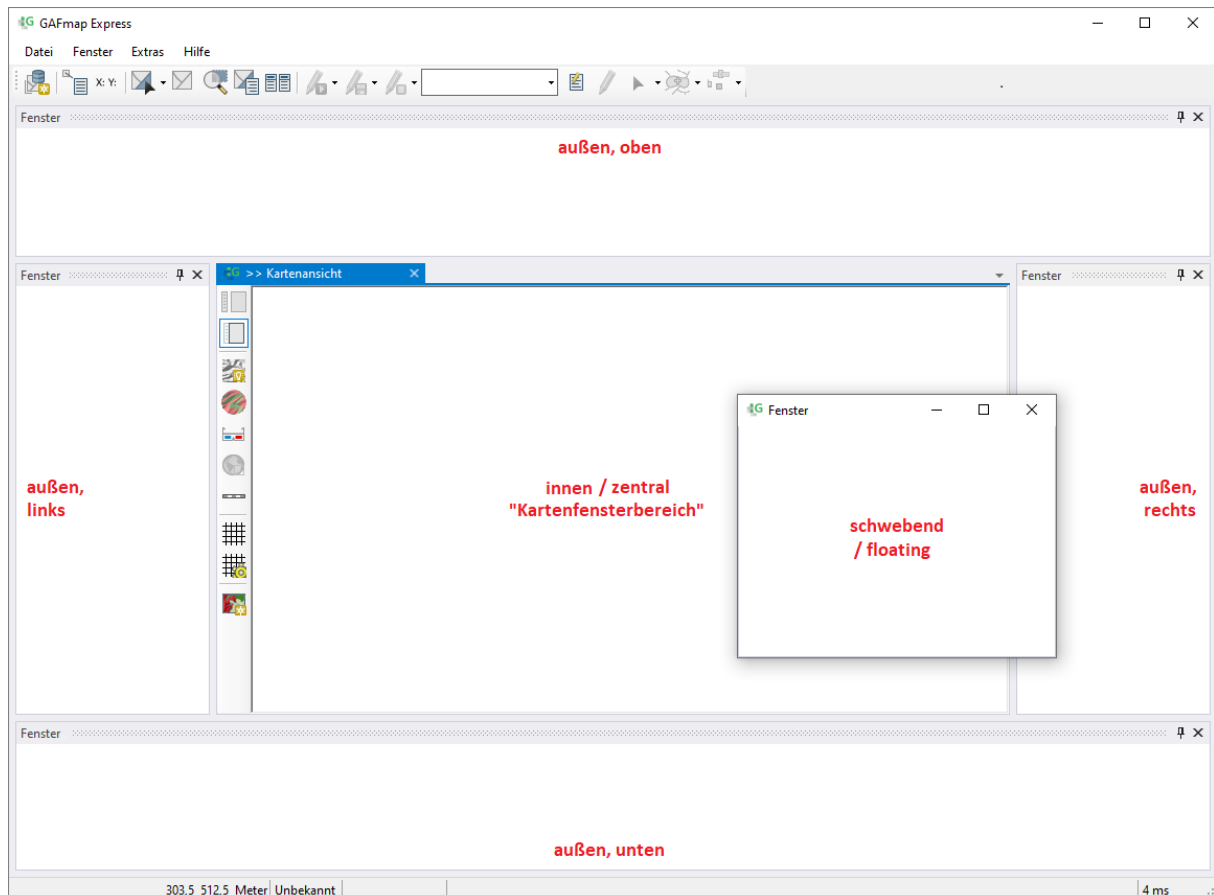 GAFmap Express
Datei Fenster Extras Hilfe
X: Y:
Fenster
außen, oben
Fenster
G >> Kartenansicht
Fenster
G Fenster
außen,
links
innen / zentral
"Kartenfensterbereich"
schwebend
/ floating
außen,
rechts
Fenster
außen, unten
303.5 512.5 Meter Unbekannt 4 ms